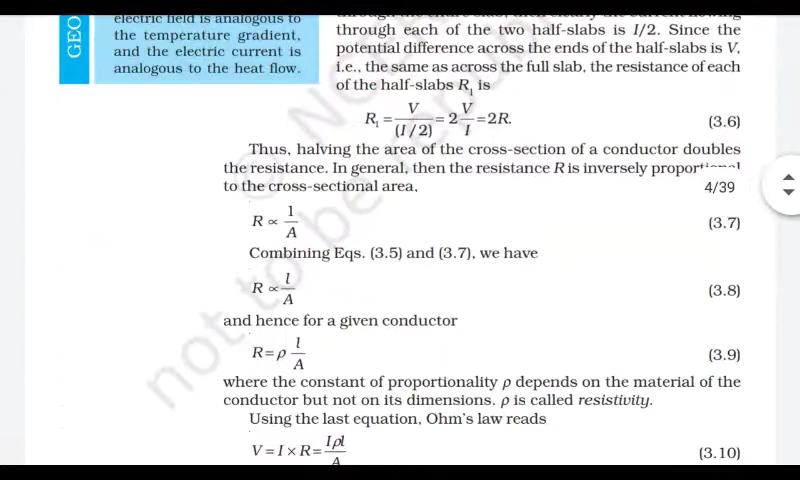 GEO
electric field is analogous to
the temperature gradient,
and the electric current is
analogous to the heat flow.
through each of the two half-slabs is I/2. Since the
potential difference across the ends of the half-slabs is V,
i.e., the same as across the full slab, the resistance of each
of the half-slabs R₁ is
R₁ = V/(I/2) = 2 V/I = 2R. (3.6)
Thus, halving the area of the cross-section of a conductor doubles
the resistance. In general, then the resistance R is inversely
to the cross-sectional area,
4/39
R ∝ 1/A (3.7)
Combining Eqs. (3.5) and (3.7), we have
R ∝ l/A (3.8)
and hence for a given conductor
R = ρ l/A (3.9)
where the constant of proportionality ρ depends on the material of the
conductor but not on its dimensions. ρ is called resistivity.
Using the last equation, Ohm's law reads
V = I × R = Iρl/A (3.10)
not to be